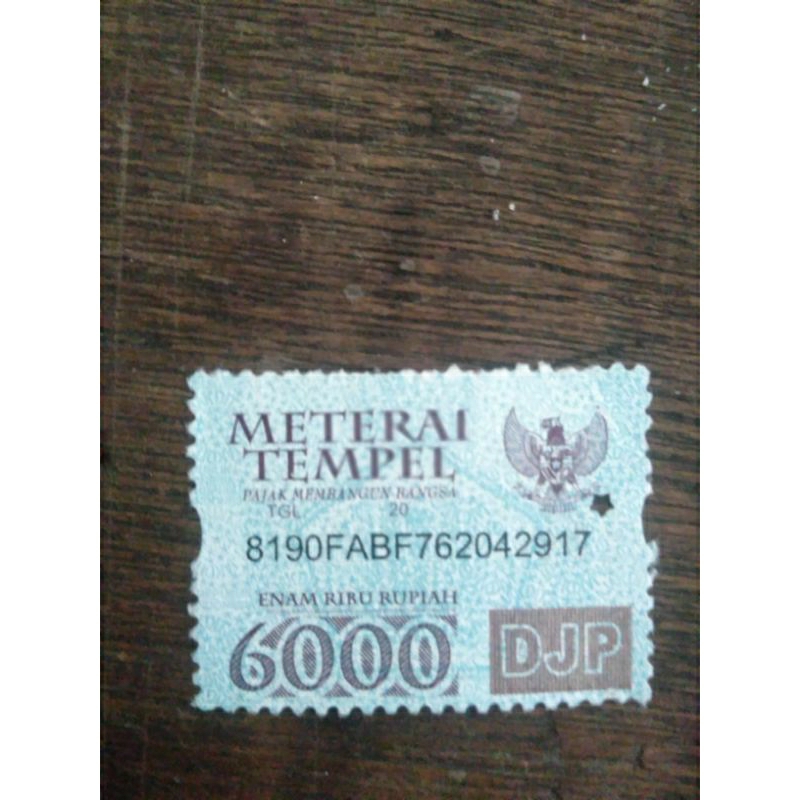 METERAI
TEMPEL
PAJAK MEMBANGUN BANGSA
TGL 20
8190FABF762042917
ENAM RIBU RUPIAH
6000
DJP